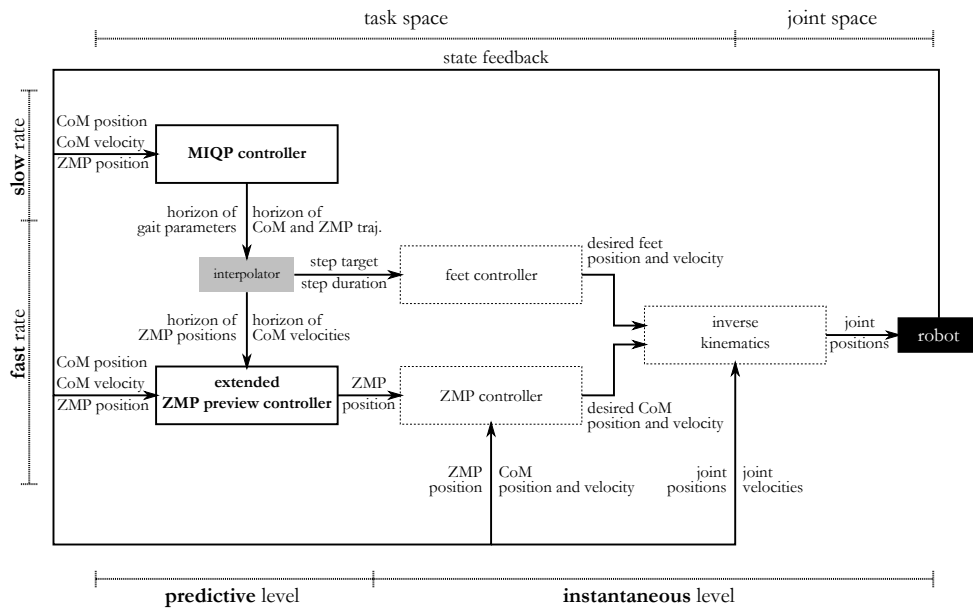 task space
joint space
state feedback
slow rate
CoM position
CoM velocity
ZMP position
MIQP controller
horizon of
gait parameters
horizon of
CoM and ZMP traj.
interpolator
step target
step duration
feet controller
desired feet
position and velocity
fast rate
horizon of
ZMP positions
horizon of
CoM velocities
inverse
kinematics
joint
positions
robot
CoM position
CoM velocity
ZMP position
extended
ZMP preview controller
ZMP
position
ZMP controller
desired CoM
position and velocity
ZMP
position
CoM
position and velocity
joint
positions
joint
velocities
predictive level
instantaneous level